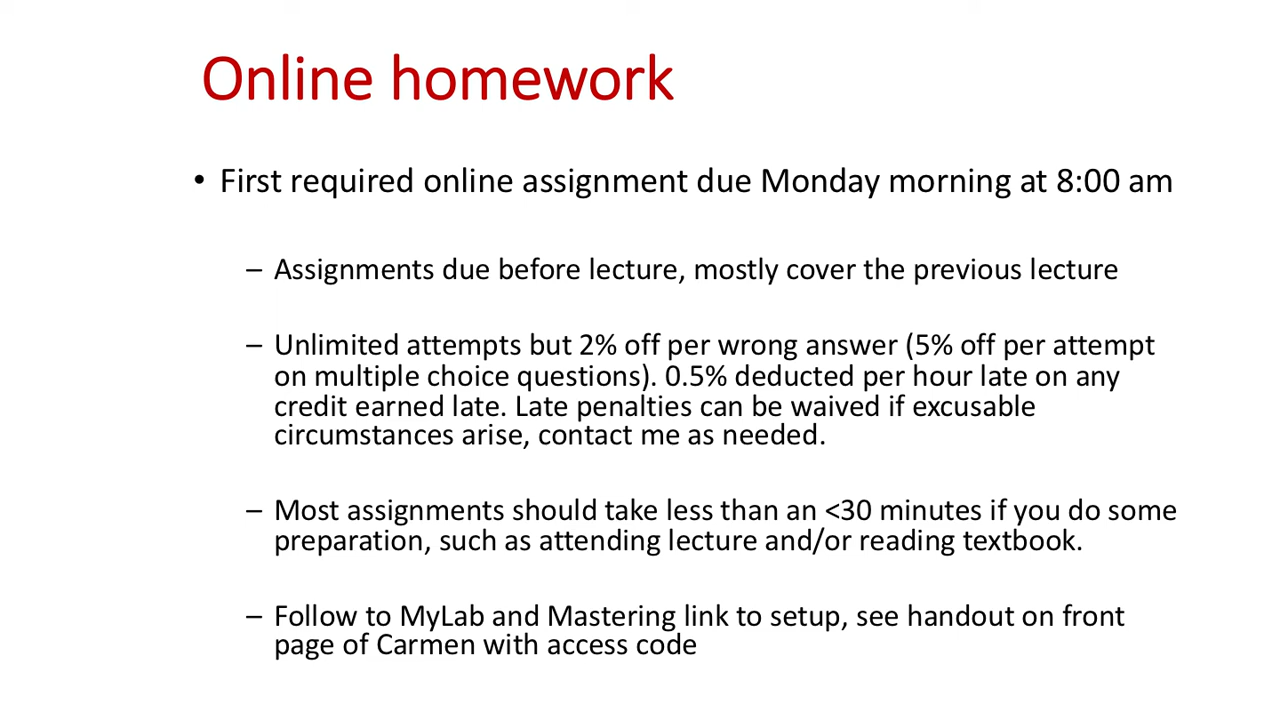 Online homework
• First required online assignment due Monday morning at 8:00 am
– Assignments due before lecture, mostly cover the previous lecture
– Unlimited attempts but 2% off per wrong answer (5% off per attempt
on multiple choice questions). 0.5% deducted per hour late on any
credit earned late. Late penalties can be waived if excusable
circumstances arise, contact me as needed.
– Most assignments should take less than an <30 minutes if you do some
preparation, such as attending lecture and/or reading textbook.
– Follow to MyLab and Mastering link to setup, see handout on front
page of Carmen with access code